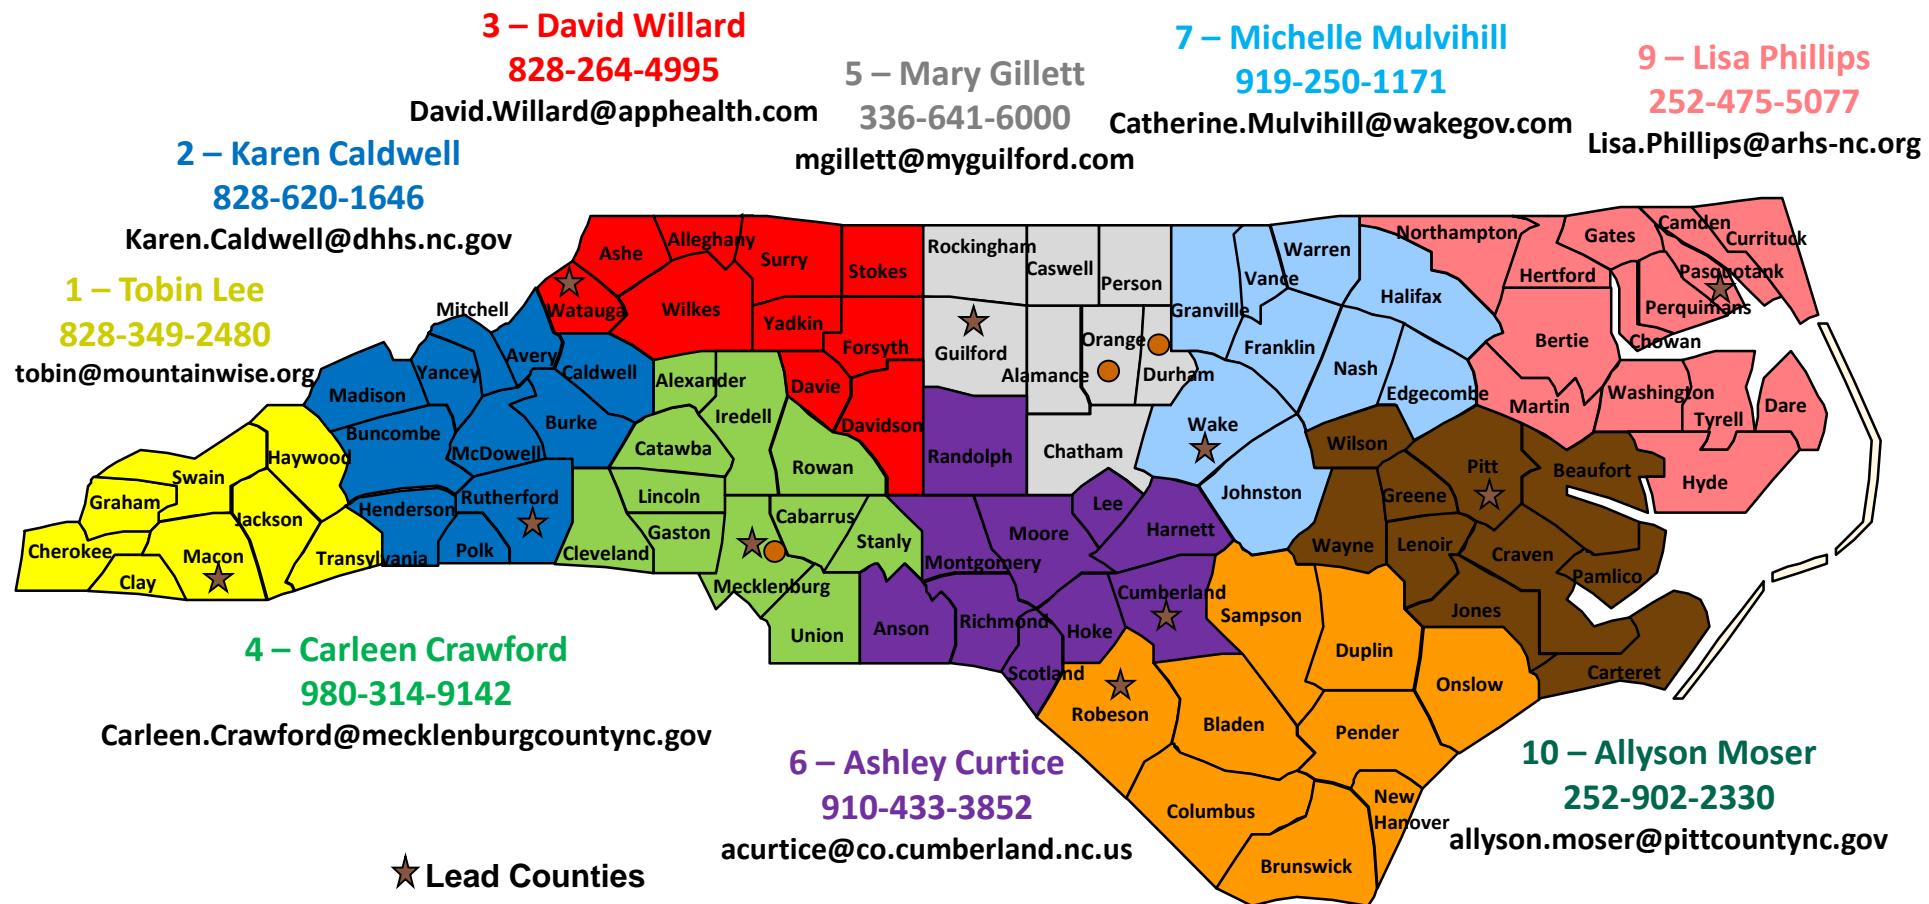 3 – David Willard
828-264-4995
David.Willard@apphealth.com
7 – Michelle Mulvihill
919-250-1171
Catherine.Mulvihill@wakegov.com
9 – Lisa Phillips
252-475-5077
Lisa.Phillips@arhs-nc.org
5 – Mary Gillett
336-641-6000
mgillett@myguilford.com
2 – Karen Caldwell
828-620-1646
Karen.Caldwell@dhhs.nc.gov
1 – Tobin Lee
828-349-2480
tobin@mountainwise.org
Ashe
Alleghany
Surry
Stokes
Rockingham
Caswell
Person
Granville
Vance
Warren
Northampton
Gates
Camden
Currituck
Hertford
Pasquotank
Perquimans
Chowan
Halifax
Bertie
Mitchell
Watauga
Wilkes
Yadkin
Forsyth
Guilford
Alamance
Orange
Durham
Franklin
Nash
Edgecombe
Martin
Washington
Tyrell
Dare
Madison
Yancey
Avery
Caldwell
Alexander
Iredell
Davie
Davidson
Randolph
Chatham
Wake
Wilson
Pitt
Beaufort
Hyde
Swain
Haywood
Buncombe
McDowell
Burke
Catawba
Rowan
Lee
Johnston
Greene
Graham
Jackson
Henderson
Rutherford
Lincoln
Cabarrus
Moore
Harnett
Cherokee
Macon
Transylvania
Polk
Cleveland
Gaston
Stanly
Montgomery
Wayne
Lenoir
Craven
Pamlico
Clay
Mecklenburg
Union
Anson
Richmond
Hoke
Cumberland
Sampson
Jones
Scotland
Duplin
Carteret
Robeson
Bladen
Onslow
Pender
Columbus
New
Hanover
Brunswick
4 – Carleen Crawford
980-314-9142
Carleen.Crawford@mecklenburgcountync.gov
6 – Ashley Curtice
910-433-3852
acurtice@co.cumberland.nc.us
10 – Allyson Moser
252-902-2330
allyson.moser@pittcountync.gov
Lead Counties